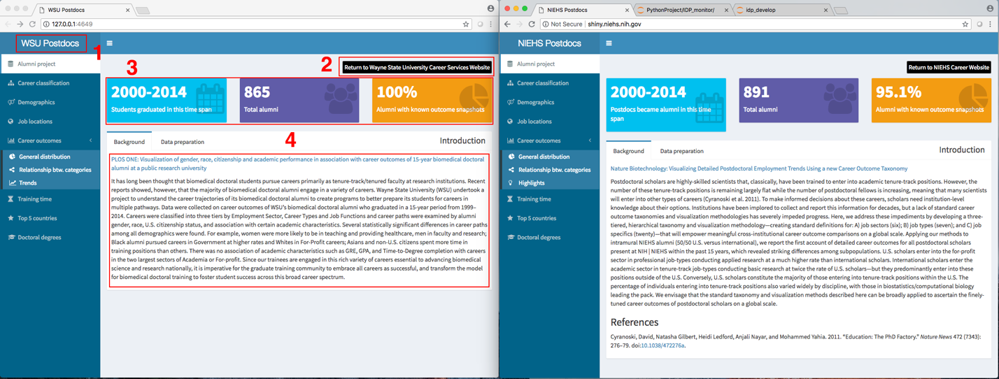 WSU Postdocs
127.0.0.1:4649
WSU Postdocs
1
Alumni project
Career classification
Demographics
Job locations
Career outcomes
General distribution
Relationship btw. categories
Trends
Training time
Top 5 countries
Doctoral degrees
2
Return to Wayne State University Career Services Website
3
2000-2014
Students graduated in this time span
865
Total alumni
100%
Alumni with known outcome snapshots
4
Background
Data preparation
Introduction
PLOS ONE: Visualization of gender, race, citizenship and academic performance in association with career outcomes of 15-year biomedical doctoral
alumni at a public research university
It has long been thought that biomedical doctoral students pursue careers primarily as tenure-track/tenured faculty at research institutions. Recent
reports showed, however, that the majority of biomedical doctoral alumni engage in a variety of careers. Wayne State University (WSU) undertook a
project to understand the career trajectories of its biomedical doctoral alumni to create programs to better prepare its students for careers in
multiple pathways. Data were collected on career outcomes of WSU's biomedical doctoral alumni who graduated in a 15-year period from 1999–
2014. Careers were classified into three tiers by Employment Sector, Career Types and Job Functions and career paths were examined by alumni
gender, race, U.S. citizenship status, and association with certain academic characteristics. Several statistically significant differences in career paths
among all demographics were found. For example, women were more likely to be in teaching and providing healthcare, men in faculty and research;
Black alumni pursued careers in Government at higher rates and Whites in For-Profit careers; Asians and non-U.S. citizens spent more time in
training positions than others. There was no association of academic characteristics such as GRE, GPA, and Time-to-Degree completion with careers
in the two largest sectors of Academia or For-profit. Since our trainees are engaged in this rich variety of careers essential to advancing biomedical
science and research nationally, it is imperative for the graduate training community to embrace all careers as successful, and transform the model
for biomedical doctoral training to foster student success across this broad career spectrum.
NIEHS Postdocs
PythonProject/IDP_monitor/
idp_develop
Not Secure
shiny.niehs.nih.gov
NIEHS Postdocs
Alumni project
Career classification
Demographics
Job locations
Career outcomes
General distribution
Relationship btw. categories
Highlights
Training time
Top 5 countries
Doctoral degrees
Return to NIEHS Career Website
2000-2014
Postdocs became alumni in this time
span
891
Total alumni
95.1%
Alumni with known outcome snapshots
Background
Data preparation
Introduction
Nature Biotechnology: Visualizing Detailed Postdoctoral Employment Trends Using a new Career Outcome Taxonomy
Postdoctoral scholars are highly-skilled scientists that, classically, have been trained to enter into academic tenure-track positions. However, the
number of these tenure-track positions is remaining largely flat while the number of postdoctoral fellows is increasing, meaning that many scientists
will enter into other types of careers (Cyranoski et al. 2011). To make informed decisions about these careers, scholars need institution-level
knowledge about their options. Institutions have been implored to collect and report this information for decades, but a lack of standard career
outcome taxonomies and visualization methodologies has severely impeded progress. Here, we address these impediments by developing a three-
tiered, hierarchical taxonomy and visualization methodology—creating standard definitions for: A) job sectors (six); B) job types (seven); and C) job
specifics (twenty)—that will empower meaningful cross-institutional career outcome comparisons on a global scale. Applying our methods to
intramural NIEHS alumni (50/50 U.S. versus international), we report the first account of detailed career outcomes for all postdoctoral scholars
present at NIH | NIEHS within the past 15 years, which revealed striking differences among subpopulations. U.S. scholars enter into the for-profit
sector in professional job-types conducting applied research at a much higher rate than international scholars. International scholars enter the
academic sector in tenure-track job-types conducting basic research at twice the rate of U.S. scholars—but they predominantly enter into these
positions outside of the U.S. Conversely, U.S. scholars constitute the majority of those entering into tenure-track positions within the U.S. The
percentage of individuals entering into tenure-track positions also varied widely by discipline, with those in biostatistics/computational biology
leading the pack. We envisage that the standard taxonomy and visualization methods described here can be broadly applied to ascertain the finely-
tuned career outcomes of postdoctoral scholars on a global scale.
References
Cyranoski, David, Natasha Gilbert, Heidi Ledford, Anjali Nayar, and Mohammed Yahia. 2011. "Education: The PhD Factory." Nature News 472 (7343):
276–79. doi:10.1038/472276a.